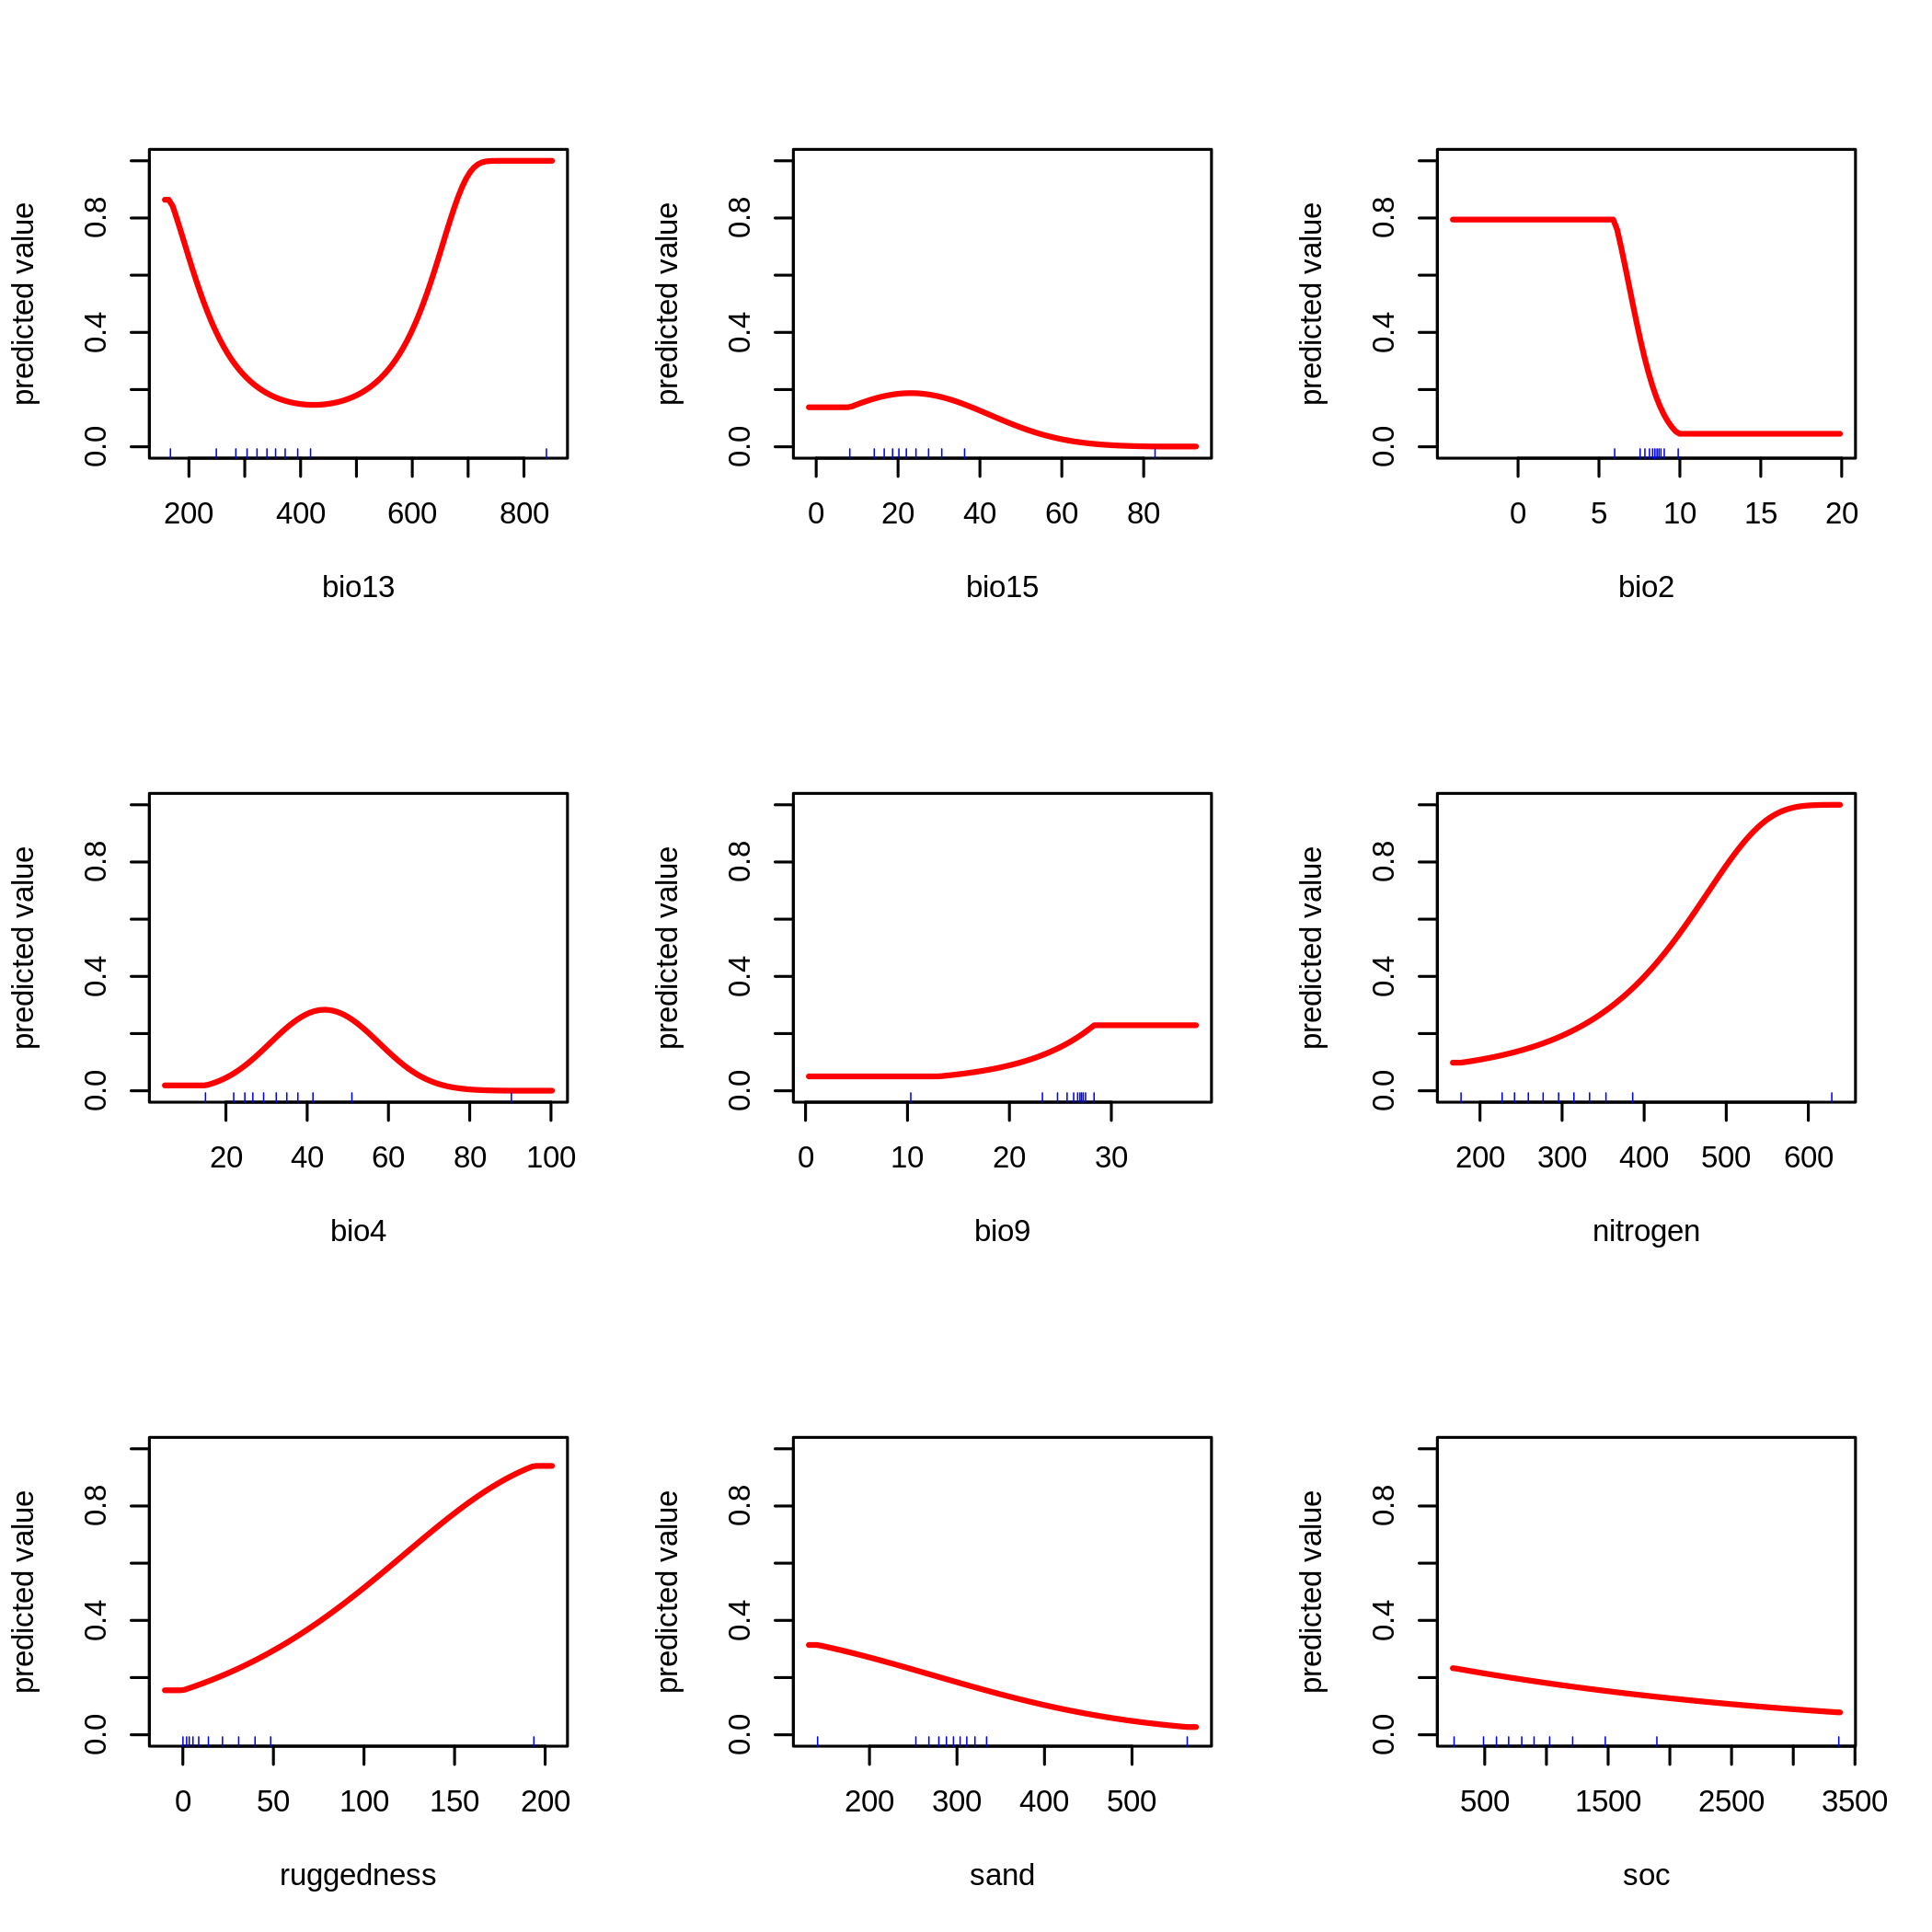 predicted value
0.0 0.4 0.8
200 400 600 800
bio13
predicted value
0.0 0.4 0.8
0 20 40 60 80
bio15
predicted value
0.0 0.4 0.8
0 5 10 15 20
bio2
predicted value
0.0 0.4 0.8
20 40 60 80 100
bio4
predicted value
0.0 0.4 0.8
0 10 20 30
bio9
predicted value
0.0 0.4 0.8
200 300 400 500 600
nitrogen
predicted value
0.0 0.4 0.8
0 50 100 150 200
ruggedness
predicted value
0.0 0.4 0.8
200 300 400 500
sand
predicted value
0.0 0.4 0.8
500 1500 2500 3500
soc